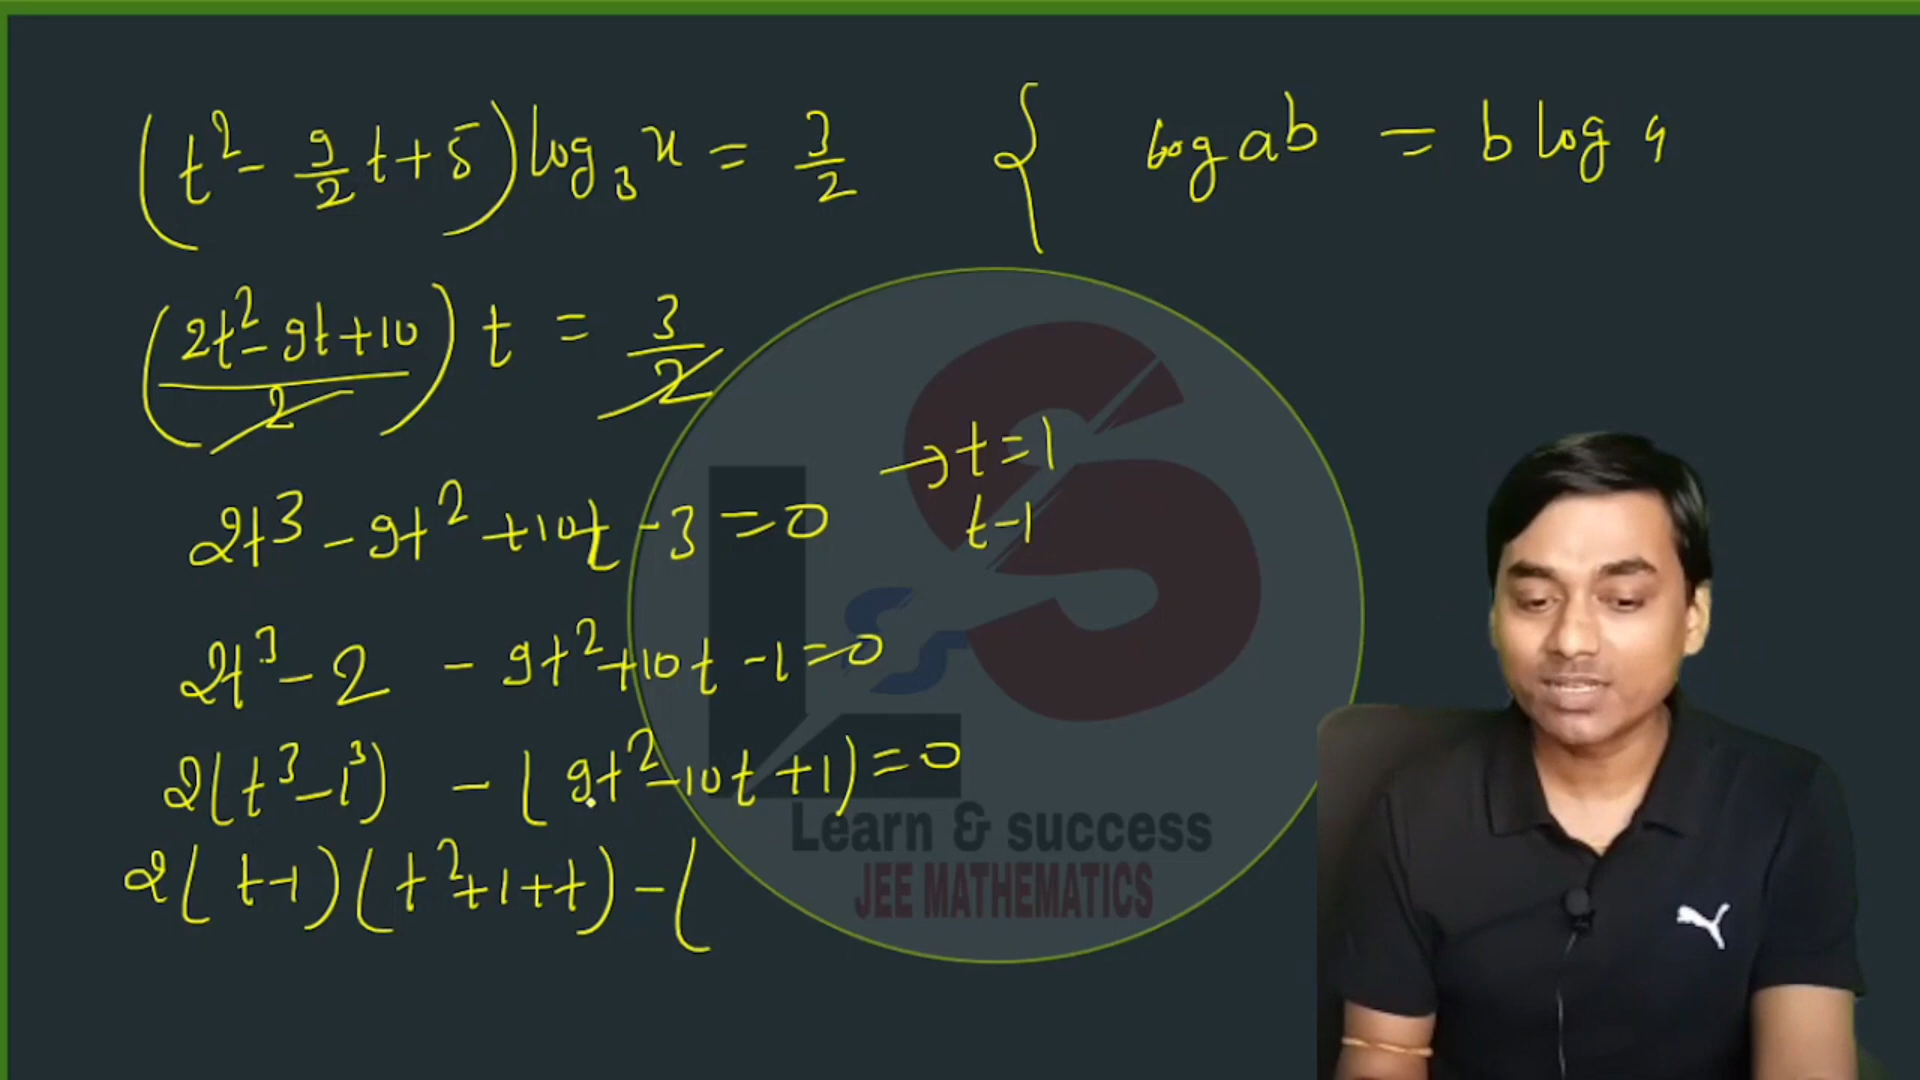 (t² - 9/2 t + 5) log₃ x = 3/2 { log ab = b log a
((2t² - 9t + 10)/2) t = 3/2
→ t = 1
2t³ - 9t² + 10t - 3 = 0
t - 1
2t³ - 2 - 9t² + 10t - 1 = 0
2(t³ - 1³) - (9t² - 10t + 1) = 0
Learn & success
2(t-1)(t² + 1 + t) - (
JEE MATHEMATICS
LSS